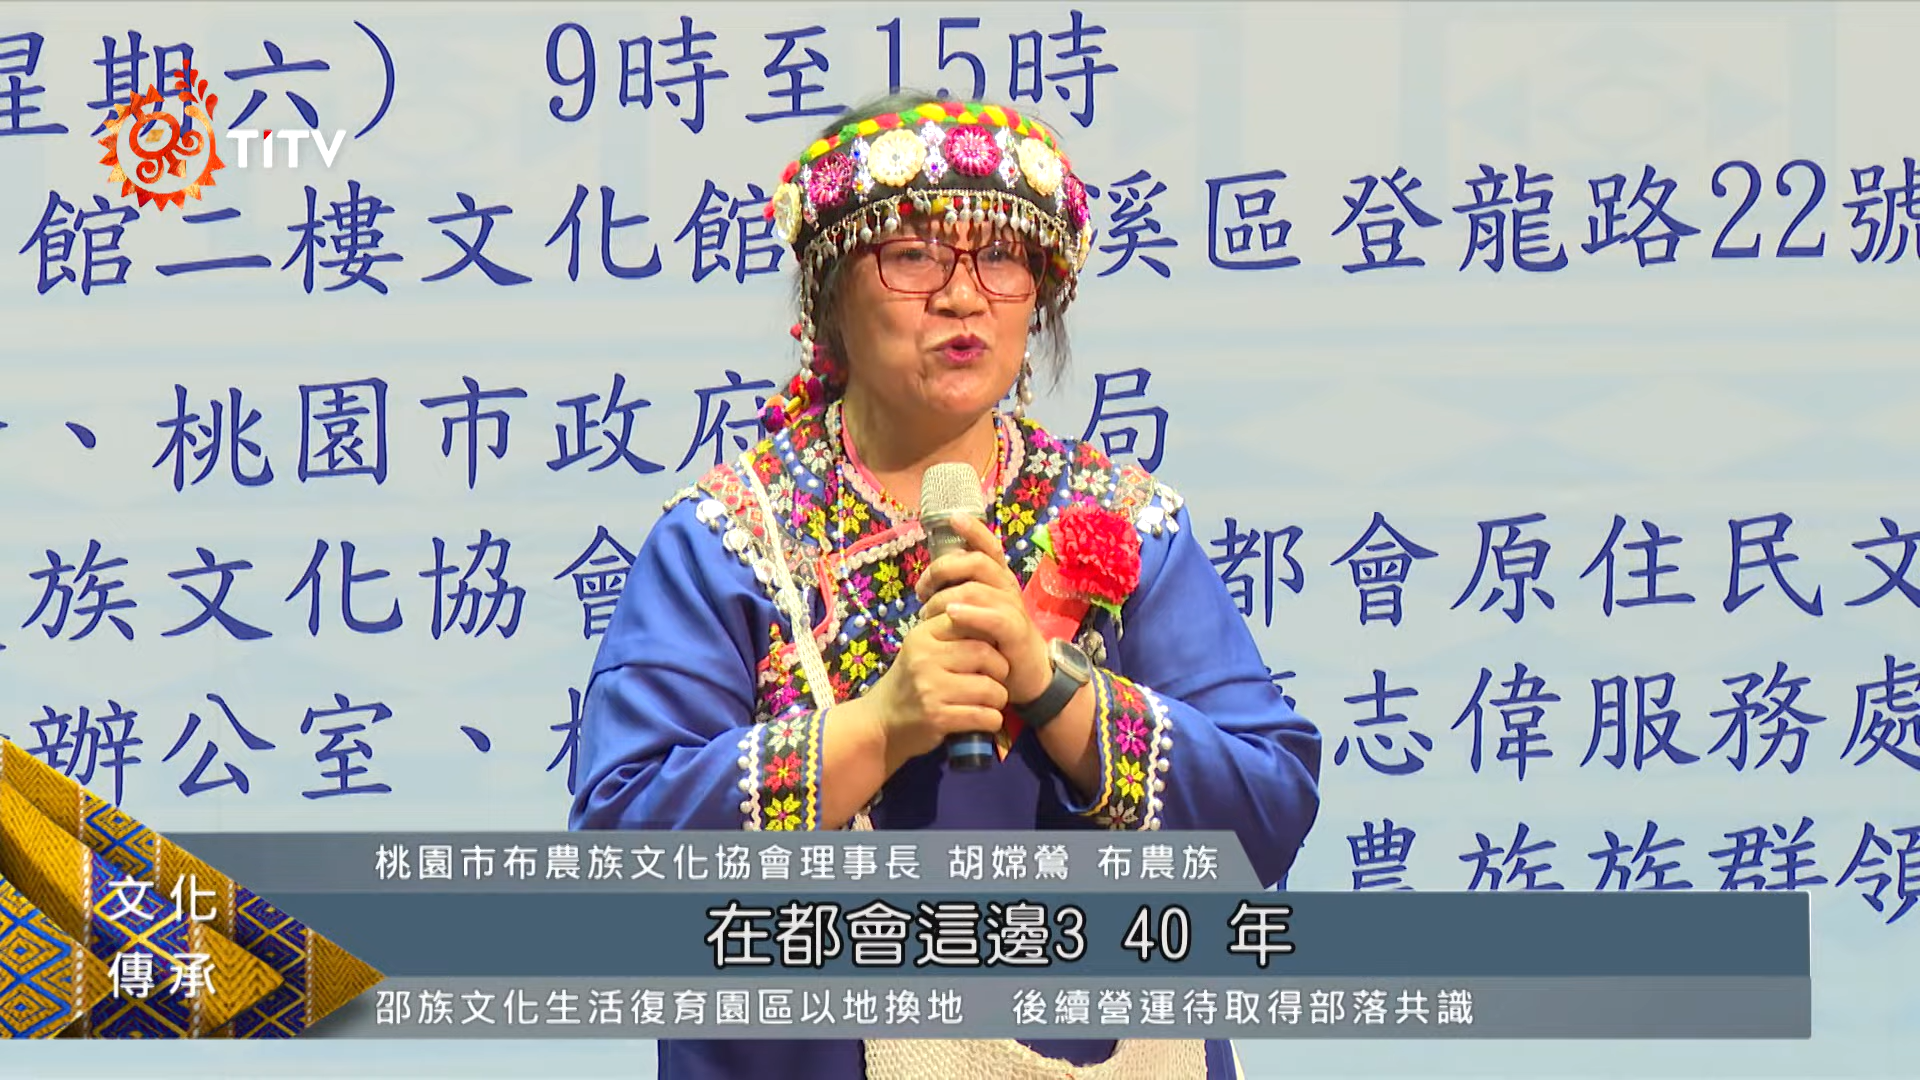 星期六） 9時至15時
TiTV
館二樓文化館 溪區登龍路22號
、桃園市政府 局
族文化協會 都會原住民文
辦公室、 志偉服務處
農族族群領
桃園市布農族文化協會理事長 胡嫦鶯 布農族
文化
傳承
在都會這邊3 40 年
邵族文化生活復育園區以地換地 後續營運待取得部落共識